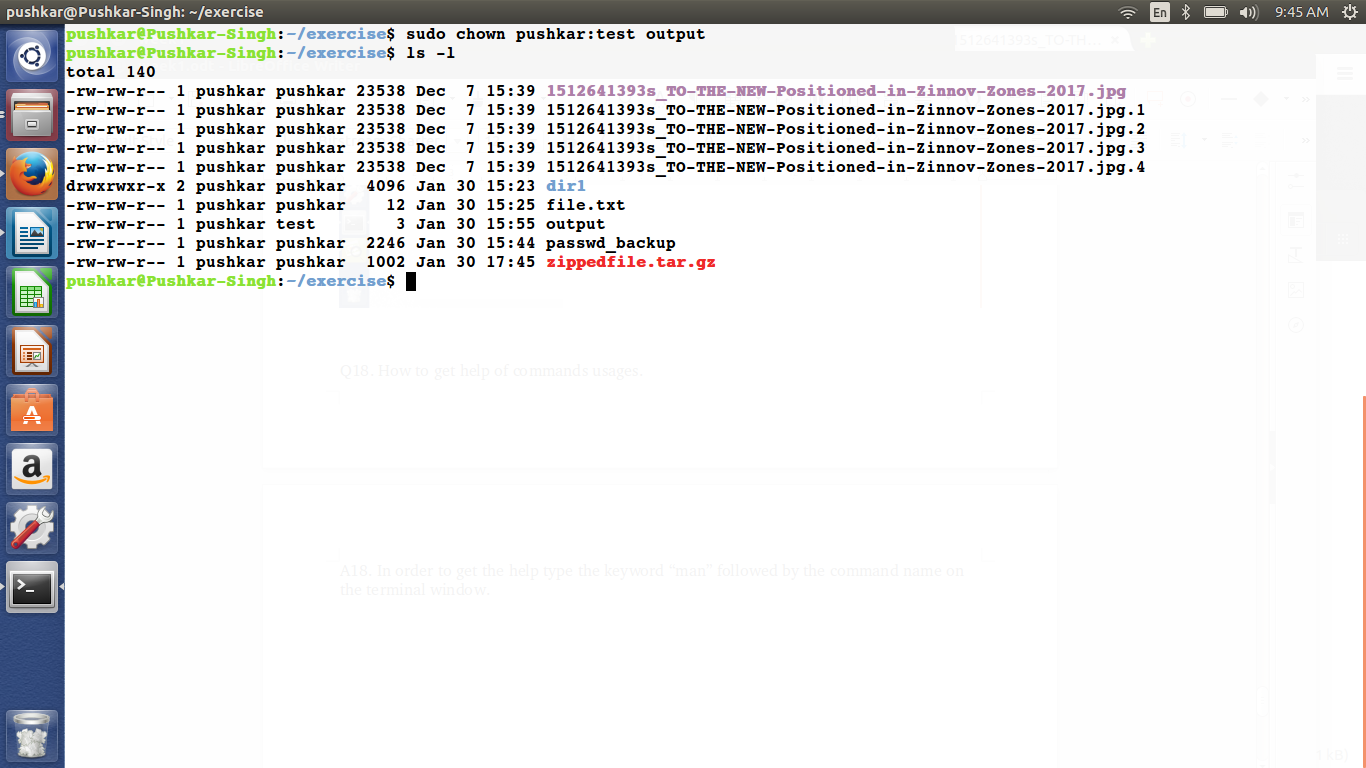 pushkar@Pushkar-Singh: ~/exercise
En
9:45 AM
pushkar@Pushkar-Singh:~/exercise$ sudo chown pushkar:test output
pushkar@Pushkar-Singh:~/exercise$ ls -l
total 140
-rw-rw-r-- 1 pushkar pushkar 23538 Dec  7 15:39 1512641393s_TO-THE-NEW-Positioned-in-Zinnov-Zones-2017.jpg
-rw-rw-r-- 1 pushkar pushkar 23538 Dec  7 15:39 1512641393s_TO-THE-NEW-Positioned-in-Zinnov-Zones-2017.jpg.1
-rw-rw-r-- 1 pushkar pushkar 23538 Dec  7 15:39 1512641393s_TO-THE-NEW-Positioned-in-Zinnov-Zones-2017.jpg.2
-rw-rw-r-- 1 pushkar pushkar 23538 Dec  7 15:39 1512641393s_TO-THE-NEW-Positioned-in-Zinnov-Zones-2017.jpg.3
-rw-rw-r-- 1 pushkar pushkar 23538 Dec  7 15:39 1512641393s_TO-THE-NEW-Positioned-in-Zinnov-Zones-2017.jpg.4
drwxrwxr-x 2 pushkar pushkar  4096 Jan 30 15:23 dir1
-rw-rw-r-- 1 pushkar pushkar    12 Jan 30 15:25 file.txt
-rw-rw-r-- 1 pushkar test        3 Jan 30 15:55 output
-rw-r--r-- 1 pushkar pushkar  2246 Jan 30 15:44 passwd_backup
-rw-rw-r-- 1 pushkar pushkar  1002 Jan 30 17:45 zippedfile.tar.gz
pushkar@Pushkar-Singh:~/exercise$
Q18. How to get help of commands usages.
A18. In order to get the help type the keyword "man" followed by the command name on
the terminal window.